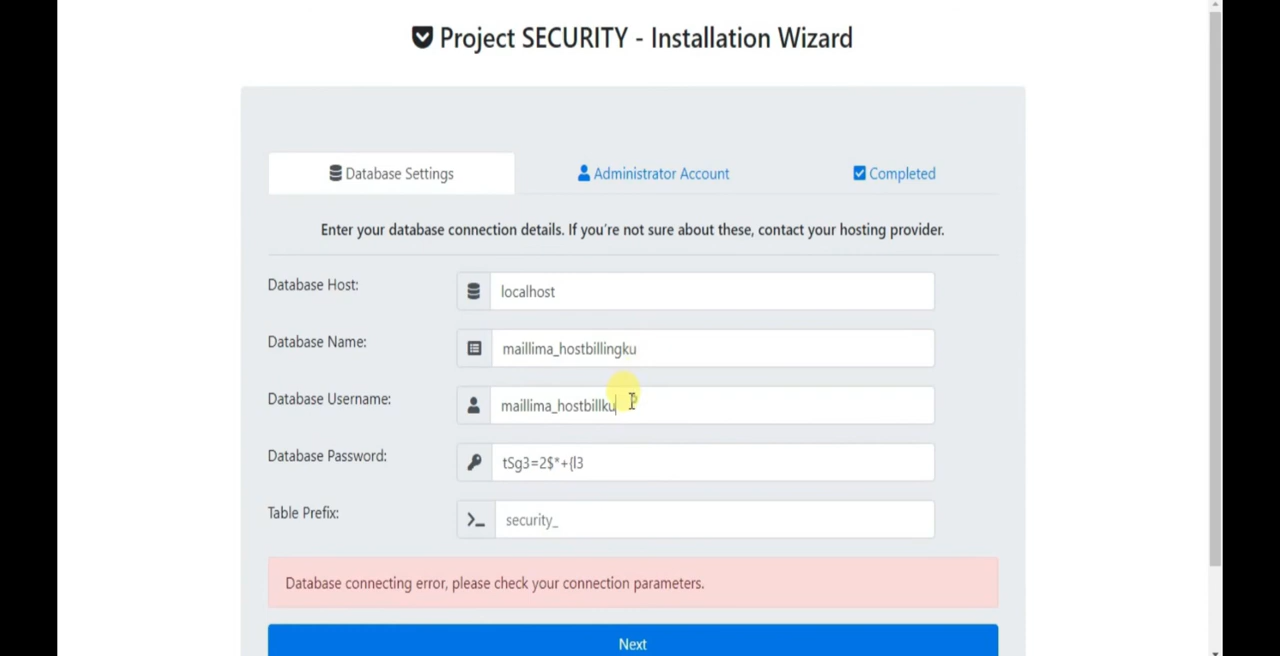 Project SECURITY - Installation Wizard
Database Settings
Administrator Account
Completed
Enter your database connection details. If you're not sure about these, contact your hosting provider.
Database Host:
localhost
Database Name:
maillima_hostbillingku
Database Username:
maillima_hostbillku
Database Password:
tSg3=2$*+{l3
Table Prefix:
security_
Database connecting error, please check your connection parameters.
Next